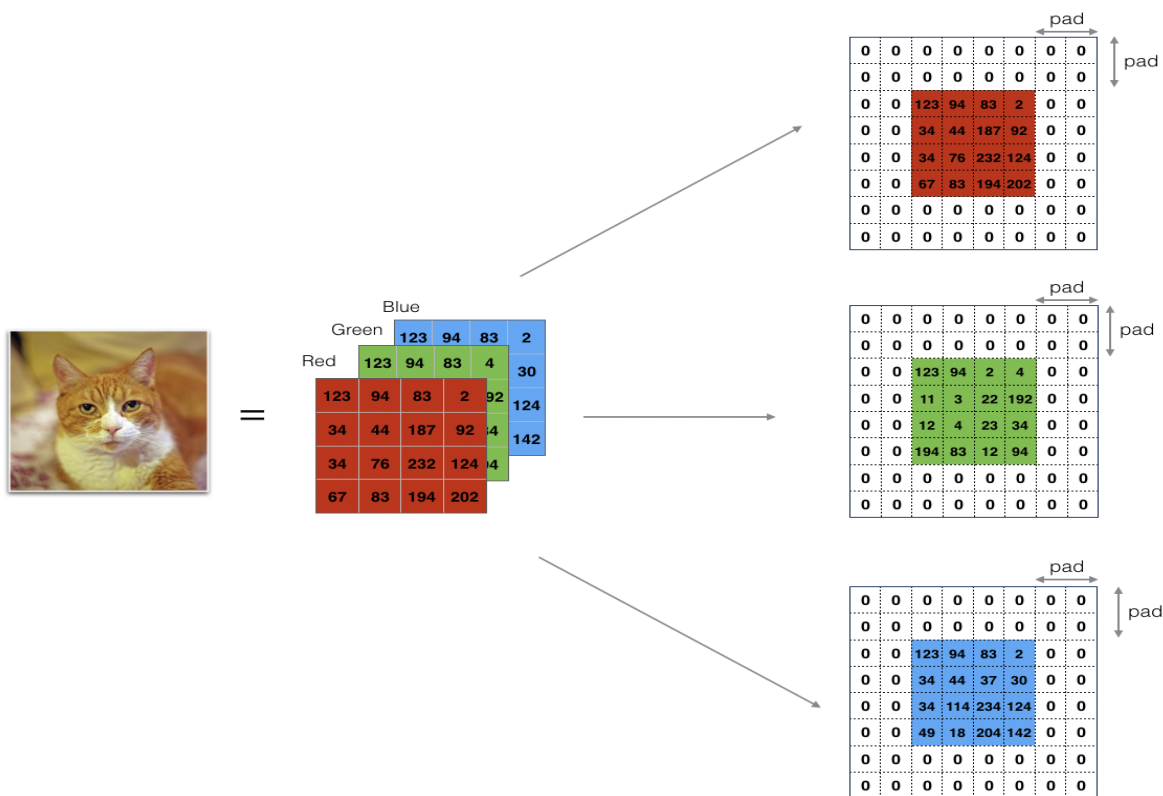 pad
0 0 0 0 0 0 0 0
pad
0 0 0 0 0 0 0 0
0 0 123 94 83 2 0 0
0 0 34 44 187 92 0 0
0 0 34 76 232 124 0 0
0 0 67 83 194 202 0 0
0 0 0 0 0 0 0 0
0 0 0 0 0 0 0 0
Blue
123 94 83 2
30
124
142
Green
123 94 83 4
92
34
94
Red
123 94 83 2
34 44 187 92
34 76 232 124
67 83 194 202
=
pad
0 0 0 0 0 0 0 0
pad
0 0 0 0 0 0 0 0
0 0 123 94 2 4 0 0
0 0 11 3 22 192 0 0
0 0 12 4 23 34 0 0
0 0 194 83 12 94 0 0
0 0 0 0 0 0 0 0
0 0 0 0 0 0 0 0
pad
0 0 0 0 0 0 0 0
pad
0 0 0 0 0 0 0 0
0 0 123 94 83 2 0 0
0 0 34 44 37 30 0 0
0 0 34 114 234 124 0 0
0 0 49 18 204 142 0 0
0 0 0 0 0 0 0 0
0 0 0 0 0 0 0 0